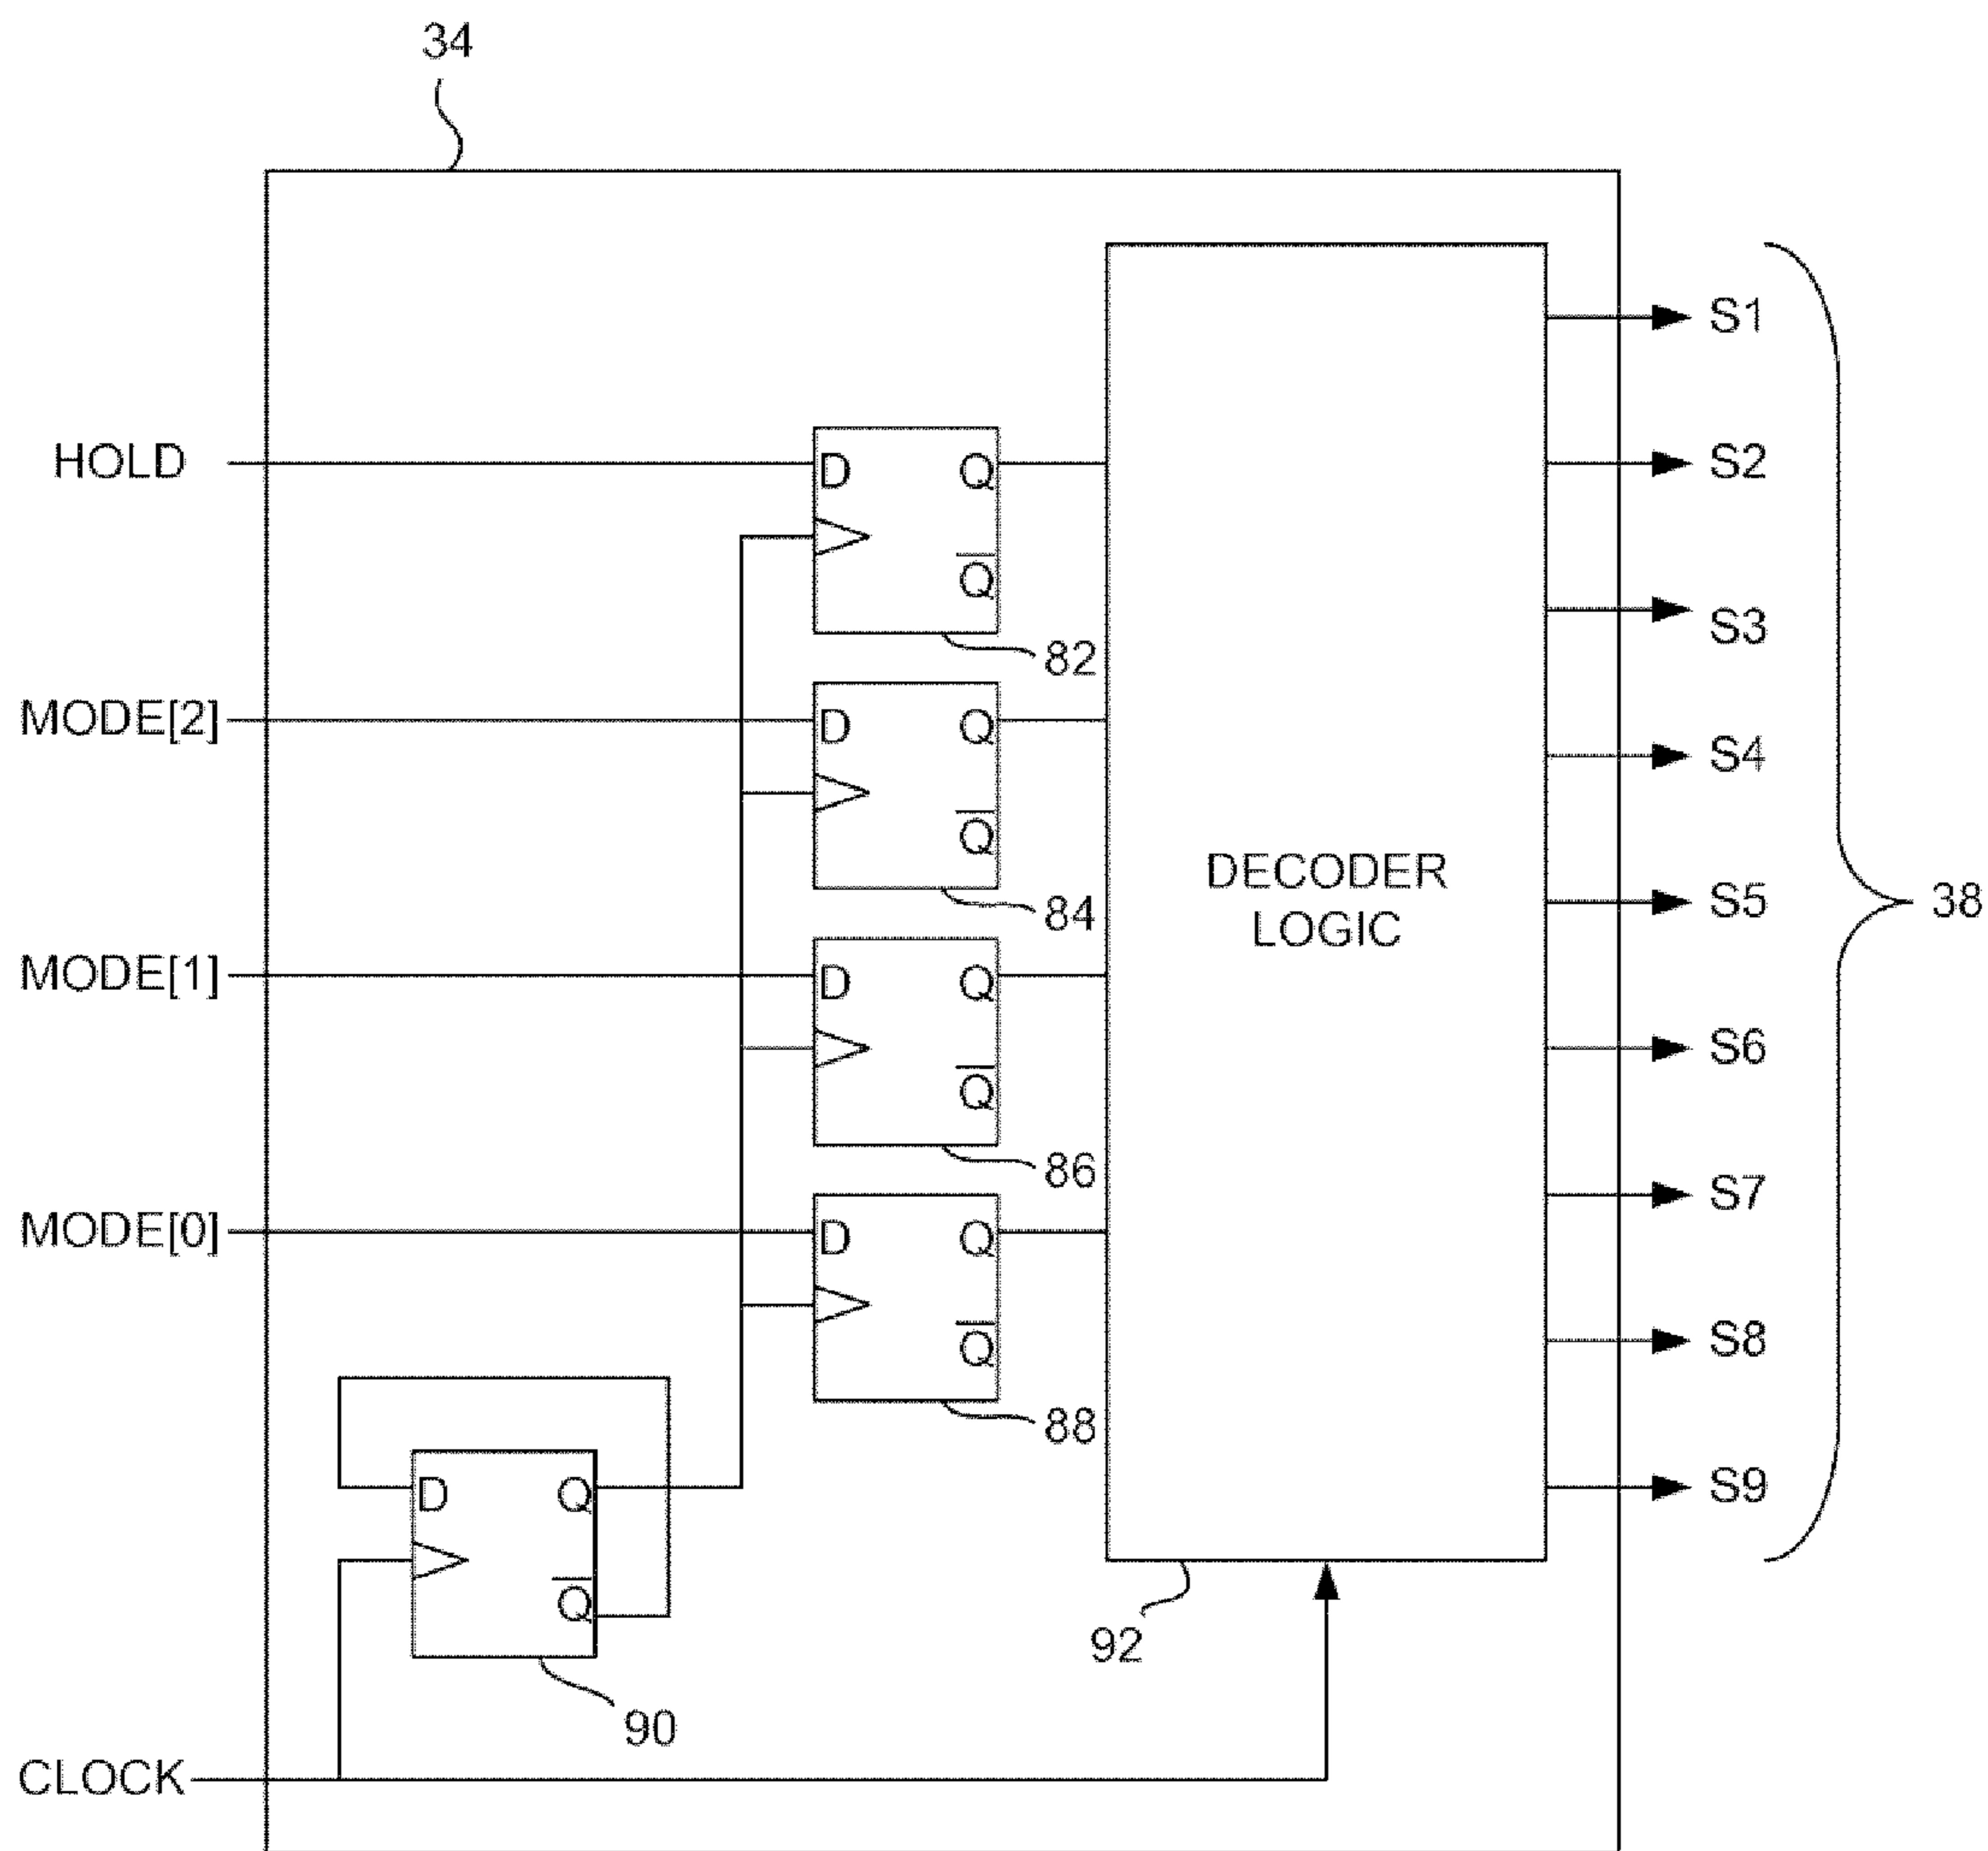 34
S1
HOLD
D Q
S2
Q
S3
82
MODE[2]
D Q
S4
Q
DECODER
LOGIC
84
S5
38
MODE[1]
D Q
S6
Q
86
S7
MODE[0]
D Q
S8
Q
88
D Q
S9
Q
92
90
CLOCK